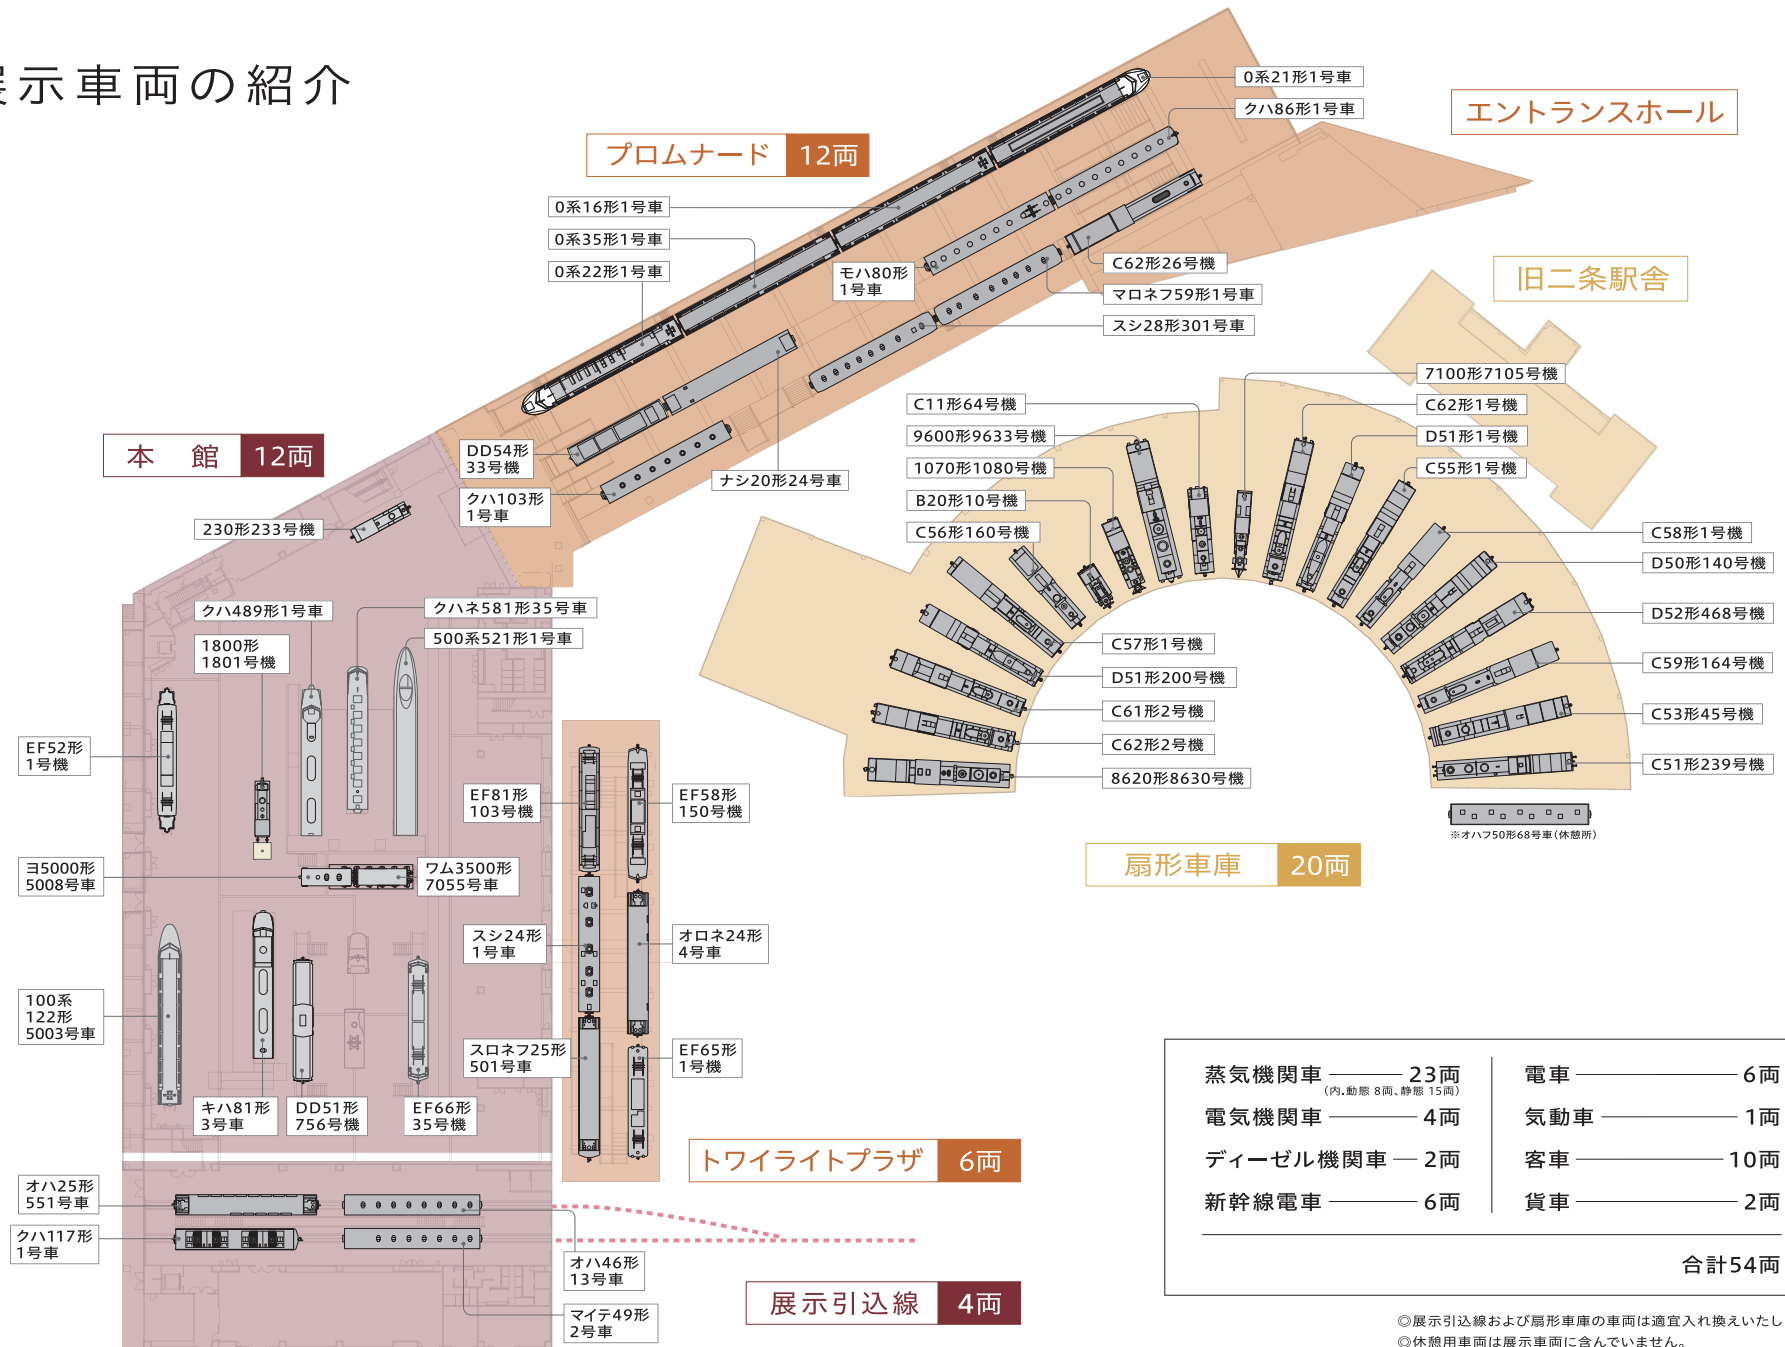 展示車両の紹介
プロムナード 12両
エントランスホール
0系21形1号車
クハ86形1号車
0系16形1号車
0系35形1号車
0系22形1号車
モハ80形
1号車
C62形26号機
マロネフ59形1号車
スシ28形301号車
DD54形
33号機
クハ103形
1号車
ナシ20形24号車
旧二条駅舎
本 館 12両
230形233号機
クハ489形1号車
クハネ581形35号車
1800形
1801号機
500系521形1号車
EF52形
1号機
ヨ5000形
5008号車
ワム3500形
7055号車
100系
122形
5003号車
キハ81形
3号車
DD51形
756号機
EF66形
35号機
EF81形
103号機
EF58形
150号機
スシ24形
1号車
オロネ24形
4号車
スロネフ25形
501号車
EF65形
1号機
トワイライトプラザ 6両
オハ25形
551号車
クハ117形
1号車
オハ46形
13号車
マイテ49形
2号車
展示引込線 4両
7100形7105号機
C11形64号機
C62形1号機
9600形9633号機
D51形1号機
1070形1080号機
C55形1号機
B20形10号機
C56形160号機
C58形1号機
D50形140号機
D52形468号機
C57形1号機
C59形164号機
D51形200号機
C61形2号機
C53形45号機
C62形2号機
C51形239号機
8620形8630号機
※オハフ50形68号車(休憩所)
扇形車庫 20両
蒸気機関車 23両
(内、動態 8両、静態 15両)
電気機関車 4両
ディーゼル機関車 2両
新幹線電車 6両
電車 6両
気動車 1両
客車 10両
貨車 2両
合計54両
◎展示引込線および扇形車庫の車両は適宜入れ換えいたし
◎休憩用車両は展示車両に含んでいません。